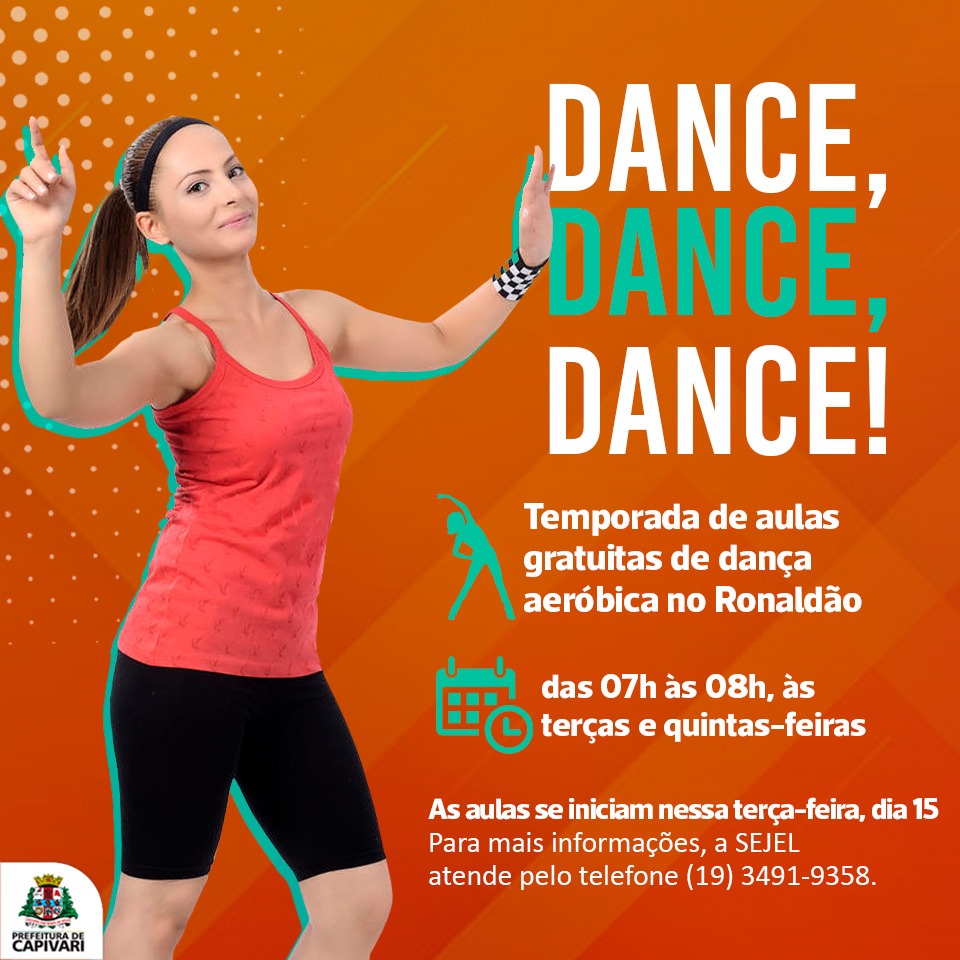 DANCE,
DANCE,
DANCE!
Temporada de aulas
gratuitas de dança
aeróbica no Ronaldão
das 07h às 08h, às
terças e quintas-feiras
As aulas se iniciam nessa terça-feira, dia 15
Para mais informações, a SEJEL
atende pelo telefone (19) 3491-9358.
PREFEITURA DE
CAPIVARI